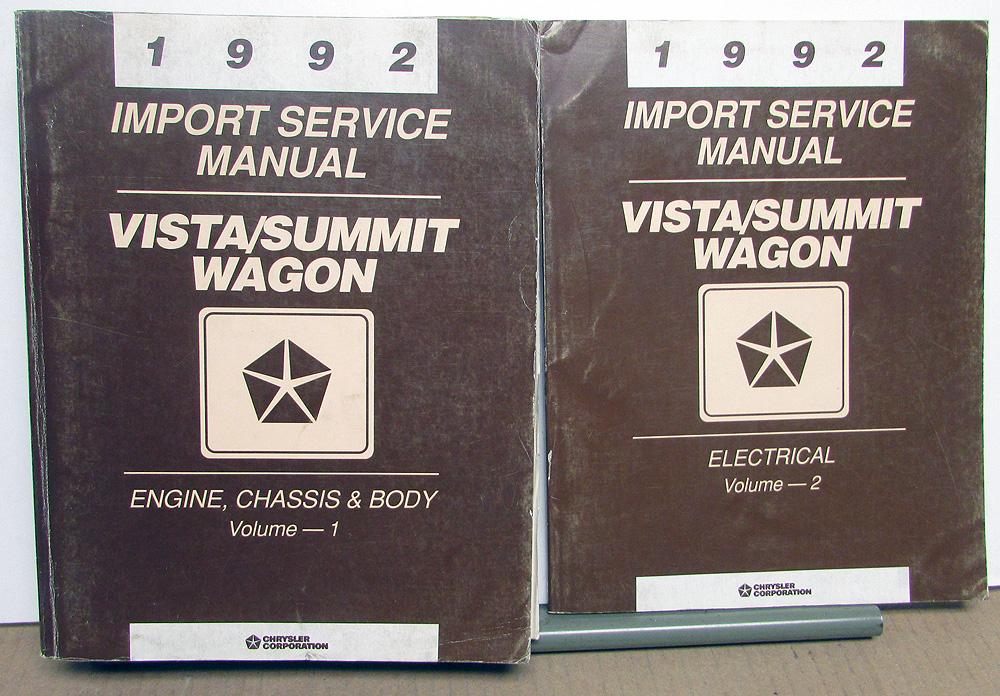 1 9 9 2
IMPORT SERVICE
MANUAL
VISTA/SUMMIT
WAGON
ENGINE, CHASSIS & BODY
Volume — 1
CHRYSLER
CORPORATION
1 9 9 2
IMPORT SERVICE
MANUAL
VISTA/SUMMIT
WAGON
ELECTRICAL
Volume — 2
CHRYSLER
CORPORATION